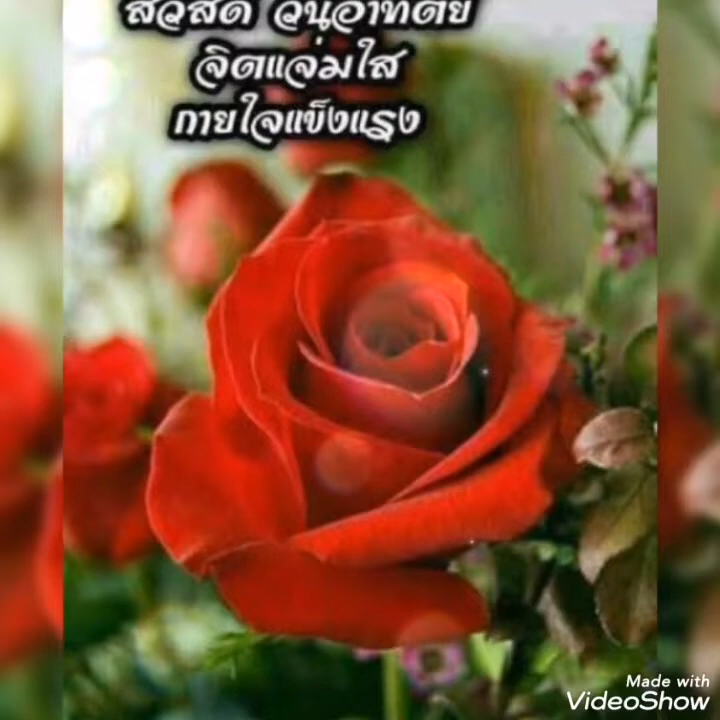 สวัสดี วันอาทิตย์
จิตแจ่มใส
กายใจแข็งแรง
Made with
VideoShow